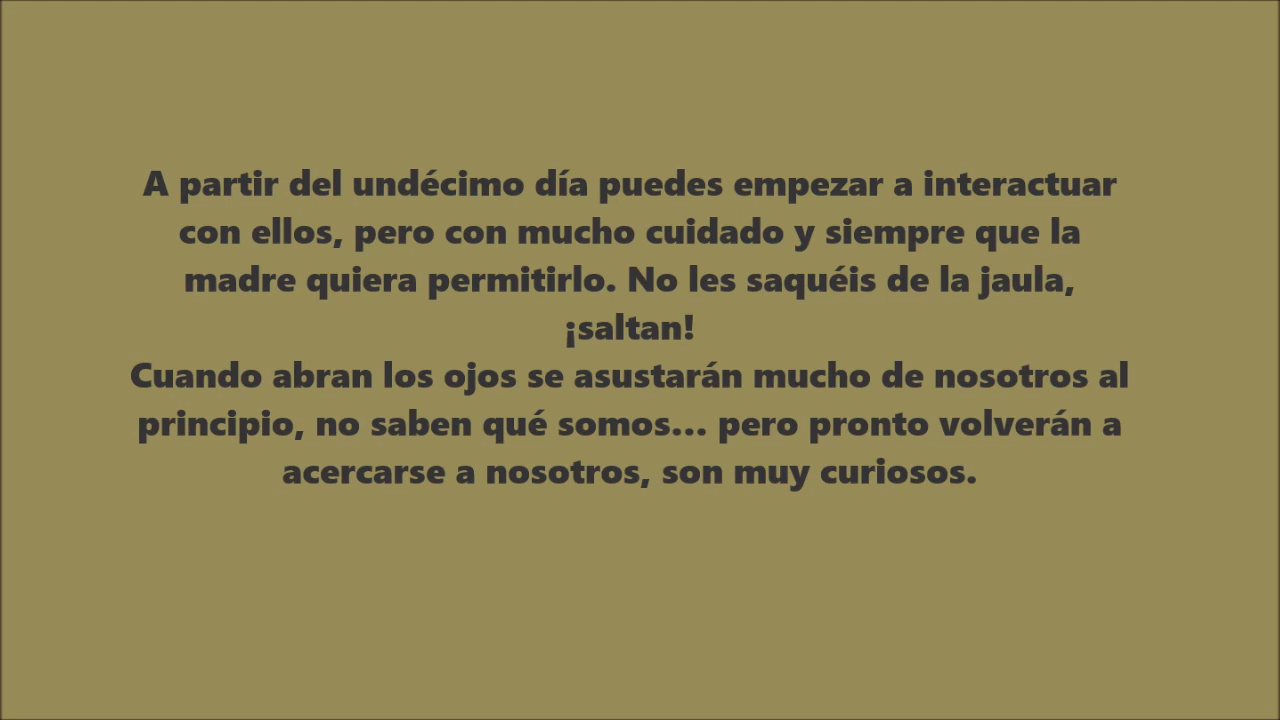 A partir del undécimo día puedes empezar a interactuar
con ellos, pero con mucho cuidado y siempre que la
madre quiera permitirlo. No les saquéis de la jaula,
¡saltan!
Cuando abran los ojos se asustarán mucho de nosotros al
principio, no saben qué somos... pero pronto volverán a
acercarse a nosotros, son muy curiosos.